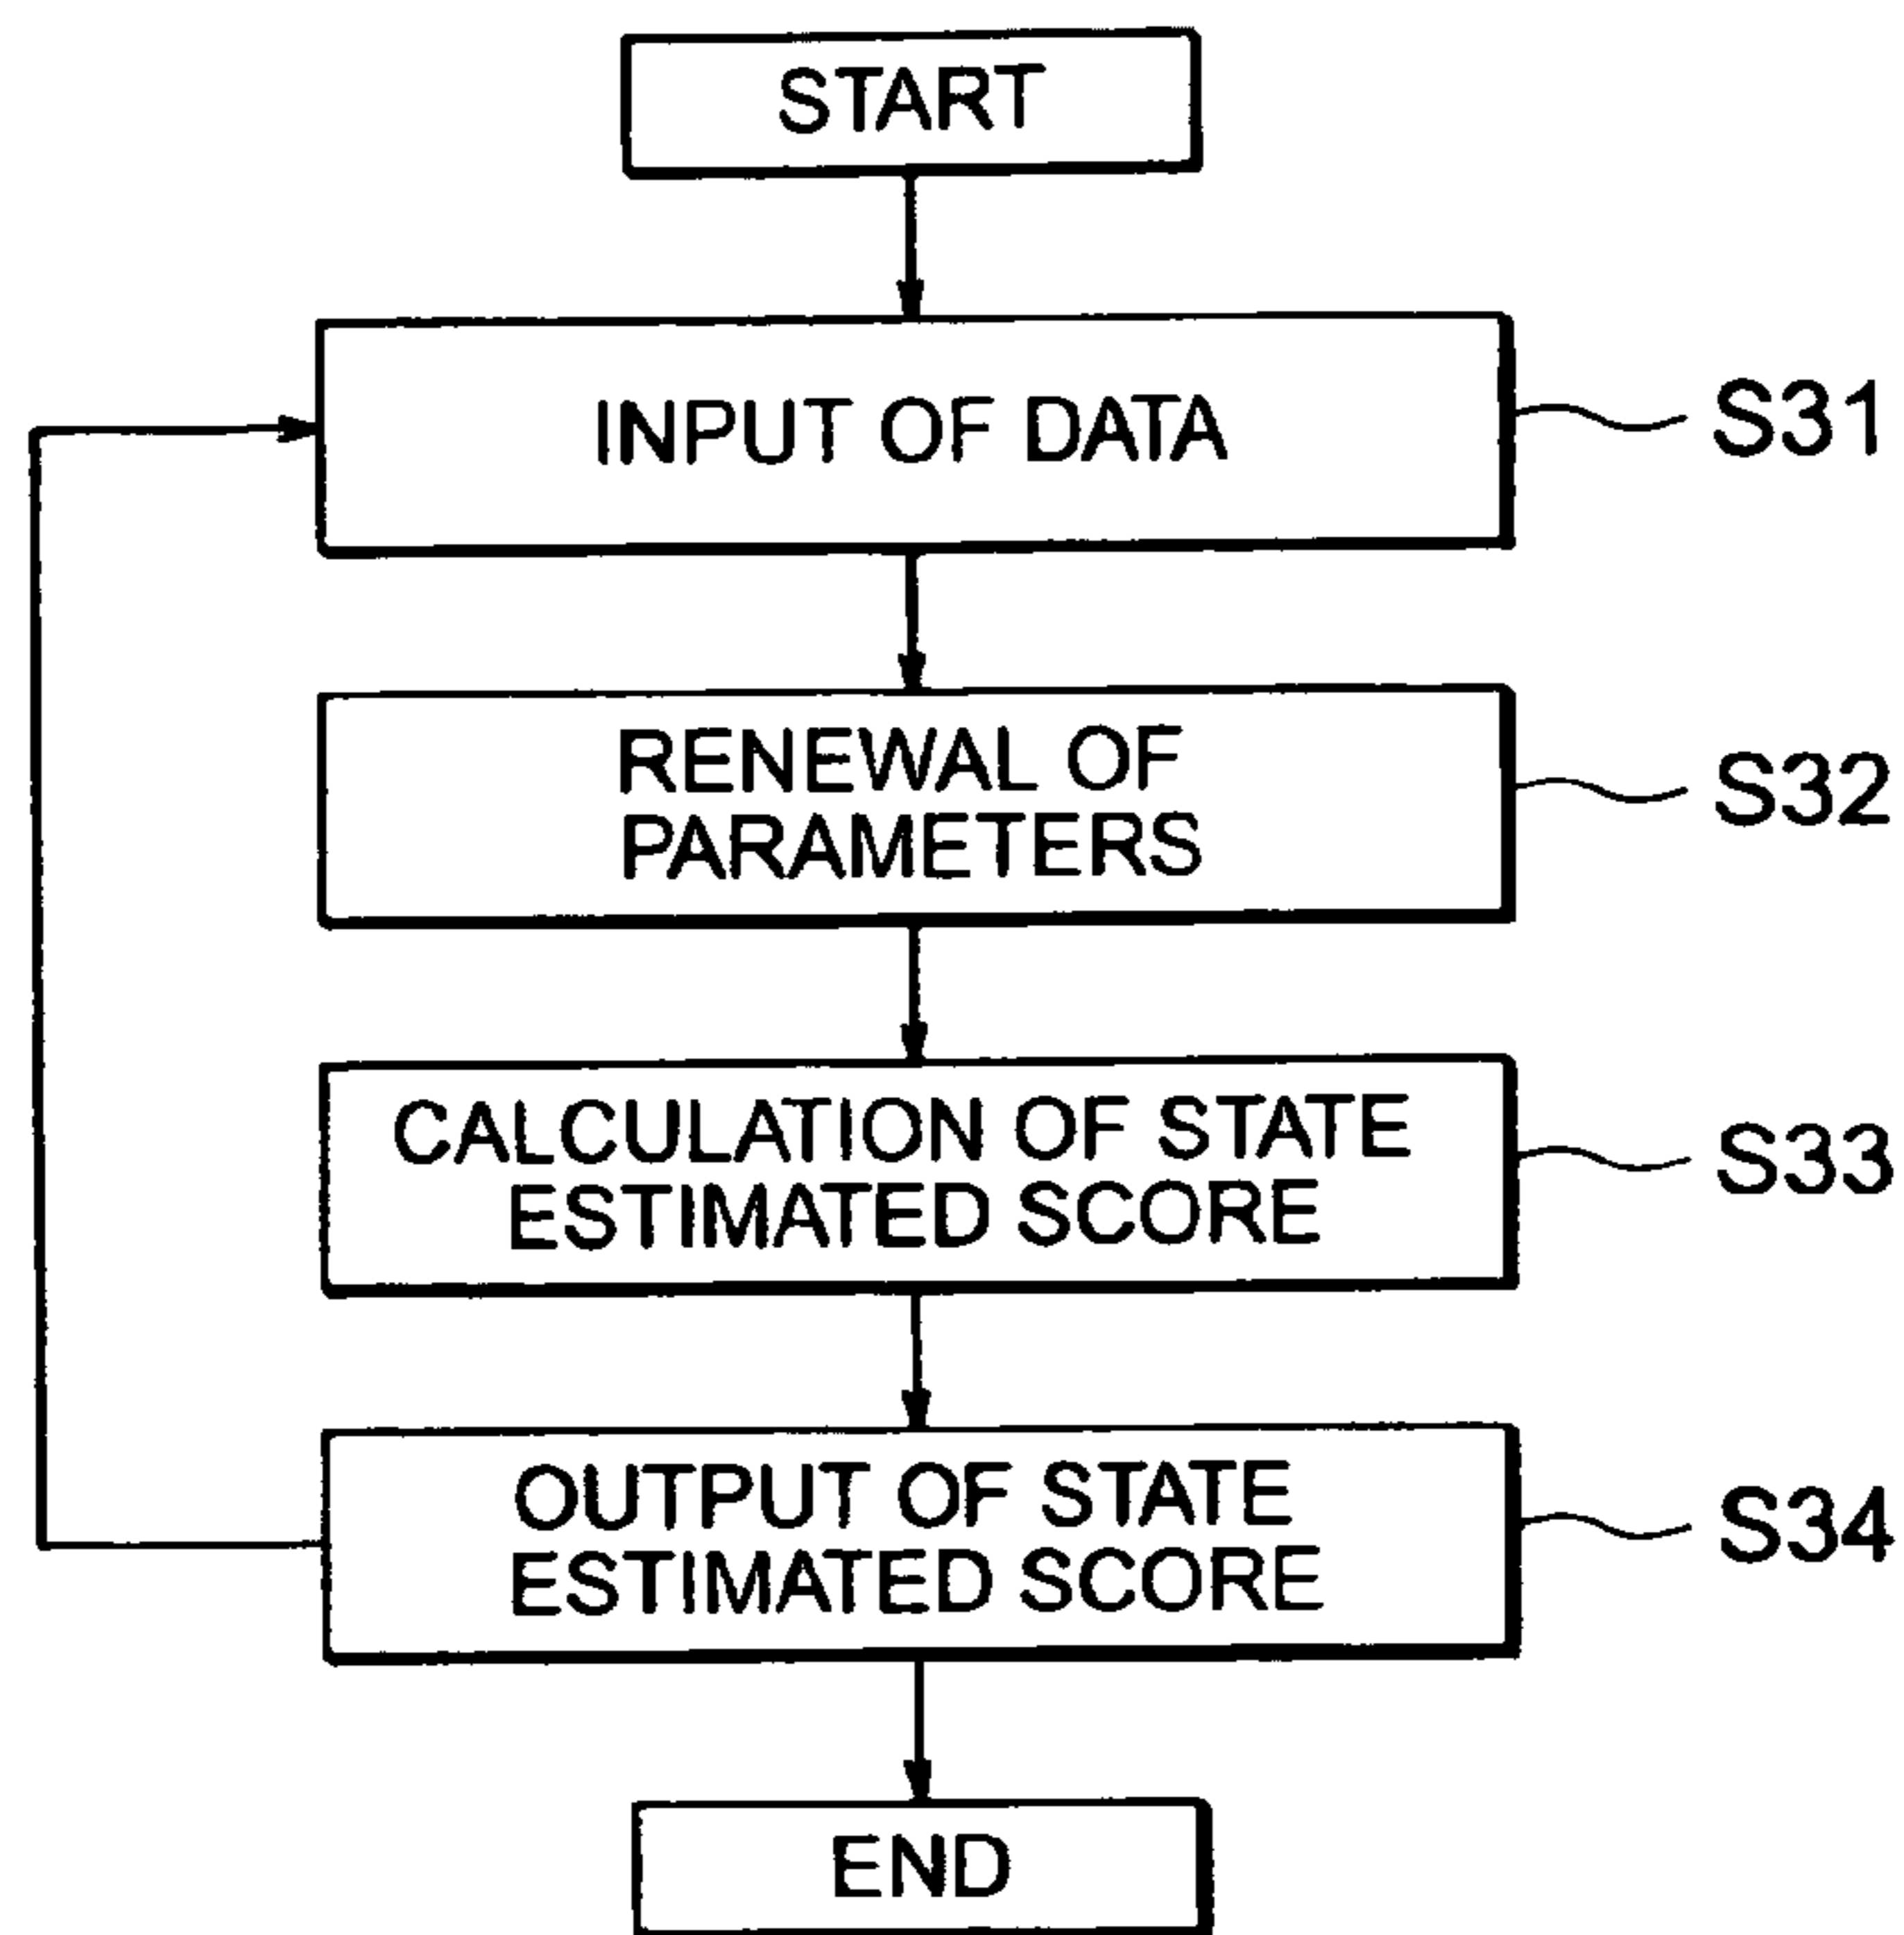 START
INPUT OF DATA
S31
RENEWAL OF
PARAMETERS
S32
CALCULATION OF STATE
ESTIMATED SCORE
S33
OUTPUT OF STATE
ESTIMATED SCORE
S34
END